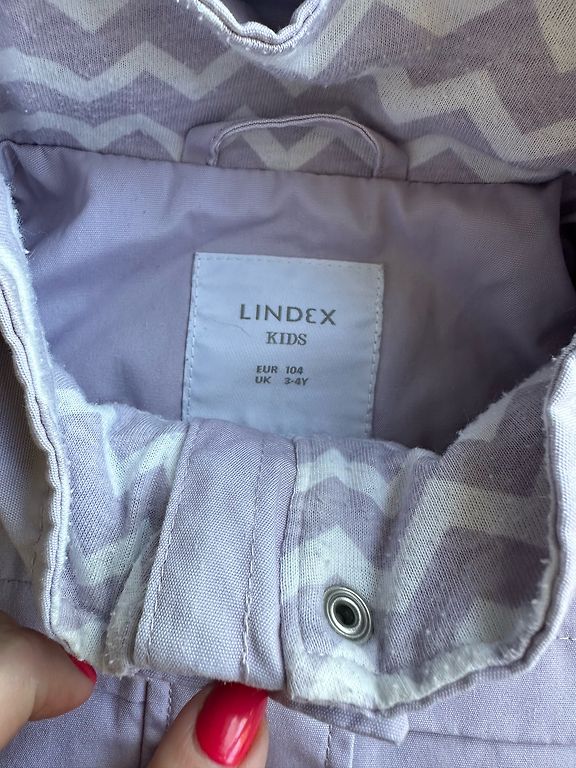 LINDEX
KIDS
EUR 104
UK 3-4Y